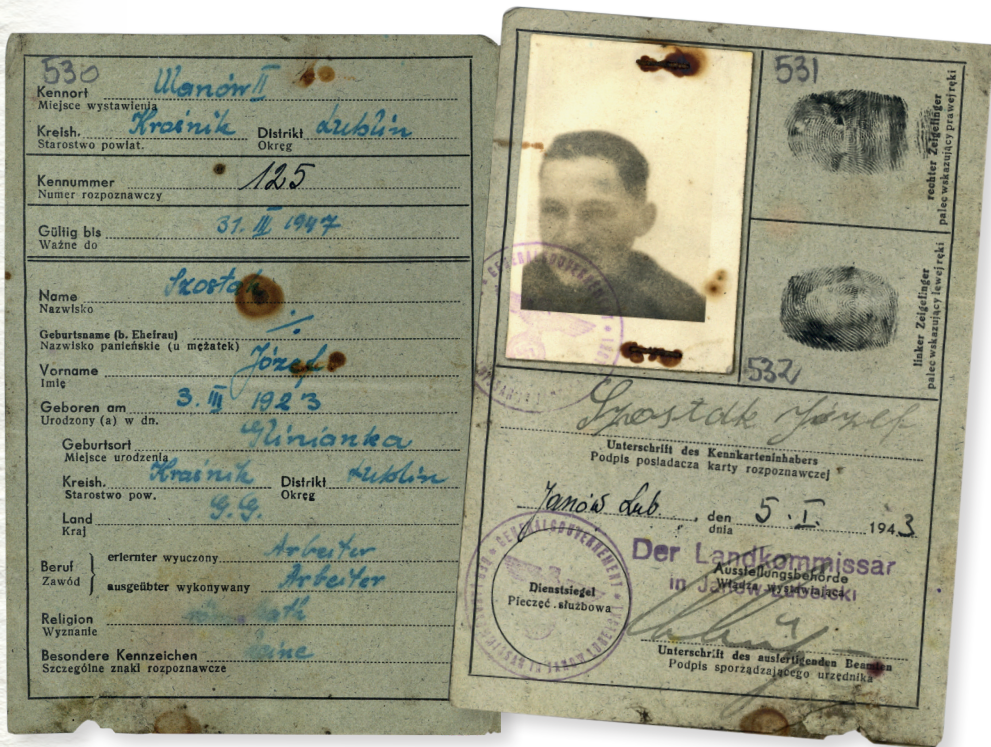 530
Kennort Ulanów II
Miejsce wystawienia
Kreish. Kraśnik Distrikt Lublin
Starostwo powiat. Okręg
Kennummer 125
Numer rozpoznawczy
Gültig bis 31. III 1947
Ważne do
Name Szostak
Nazwisko
Geburtsname (b. Ehefrau) ·/.
Nazwisko panieńskie (u mężatek)
Vorname Józef
Imię
Geboren am 3. III 1923
Urodzony (a) w dn.
Geburtsort Glinianka
Miejsce urodzenia
Kreish. Kraśnik Distrikt Lublin
Starostwo pow. Okręg
Land G.G.
Kraj
Beruf
Zawód
erlernter wyuczony Arbeiter
ausgeübter wykonywany Arbeiter
Religion kath
Wyznanie
Besondere Kennzeichen keine
Szczególne znaki rozpoznawcze
531
rechter Zeigefinger
palec wskazujący prawej ręki
linker Zeigefinger
palec wskazujący lewej ręki
532
GENERALGOUVERNEMENT
Szostak Józef
Unterschrift des Kennkarteninhabers
Podpis posiadacza karty rozpoznawczej
Janów Lub. , den 5. I. 1943
dnia
Der Landkommissar
Ausstellungsbehörde
in Janów-Lubelski
Władza wystawiająca
GENERALGOUVERNEMENT
Dienstsiegel
Pieczęć służbowa
Unterschrift des ausfertigenden Beamten
Podpis sporządzającego urzędnika